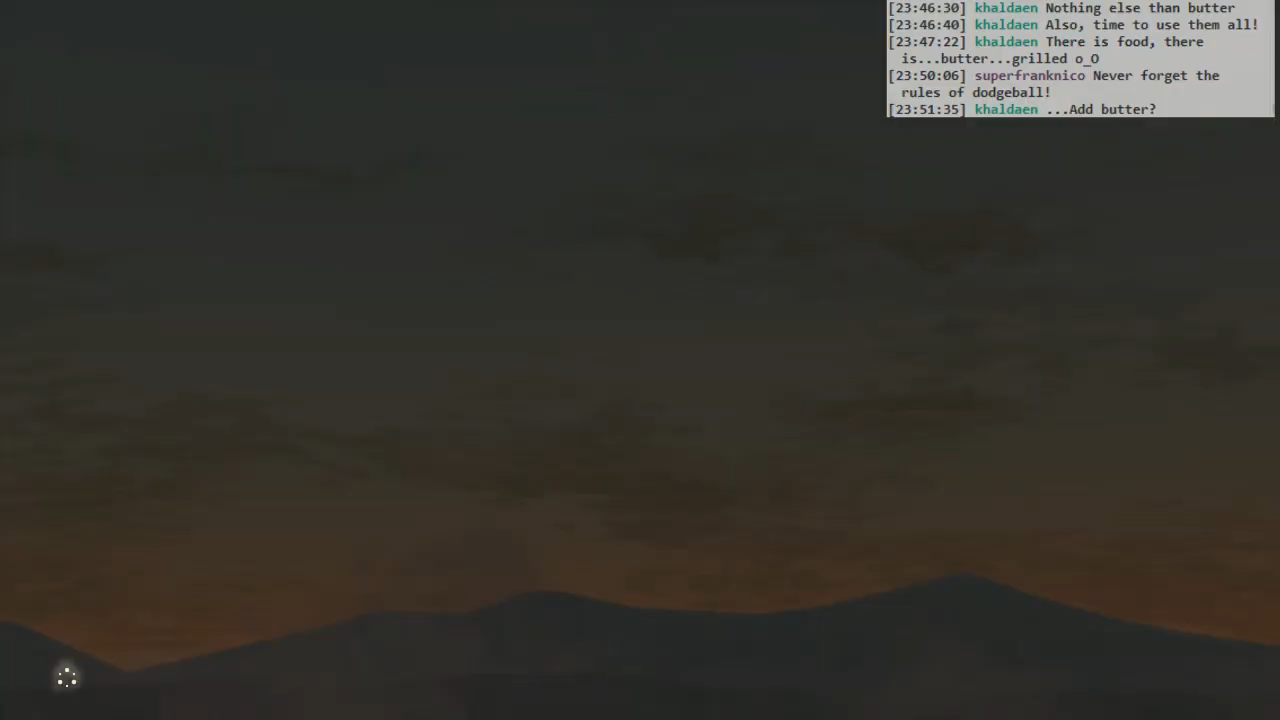 [23:46:30] khaldaen Nothing else than butter
[23:46:40] khaldaen Also, time to use them all!
[23:47:22] khaldaen There is food, there
is...butter...grilled o_O
[23:50:06] superfranknico Never forget the
rules of dodgeball!
[23:51:35] khaldaen ...Add butter?